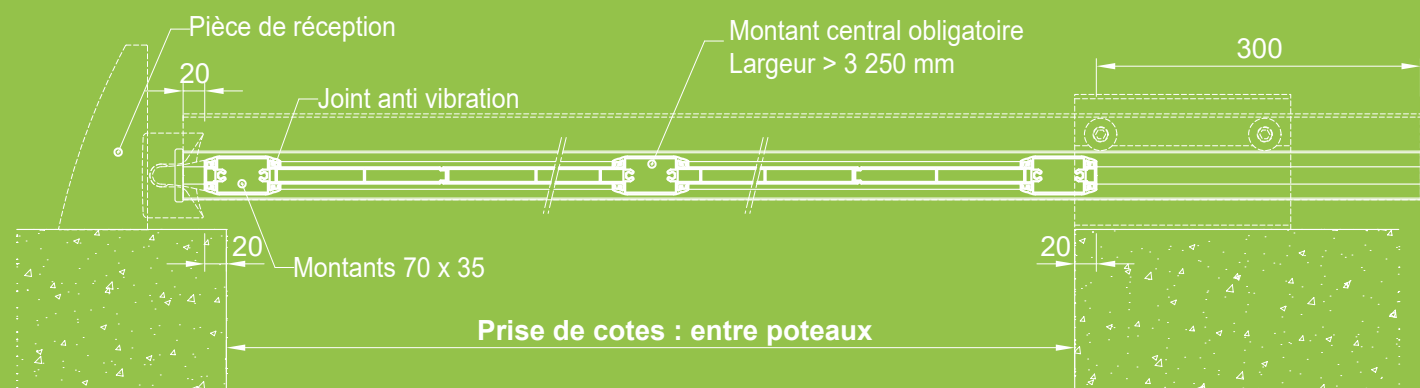 Pièce de réception
Montant central obligatoire
Largeur > 3 250 mm
300
20
Joint anti vibration
20
Montants 70 x 35
20
Prise de cotes : entre poteaux